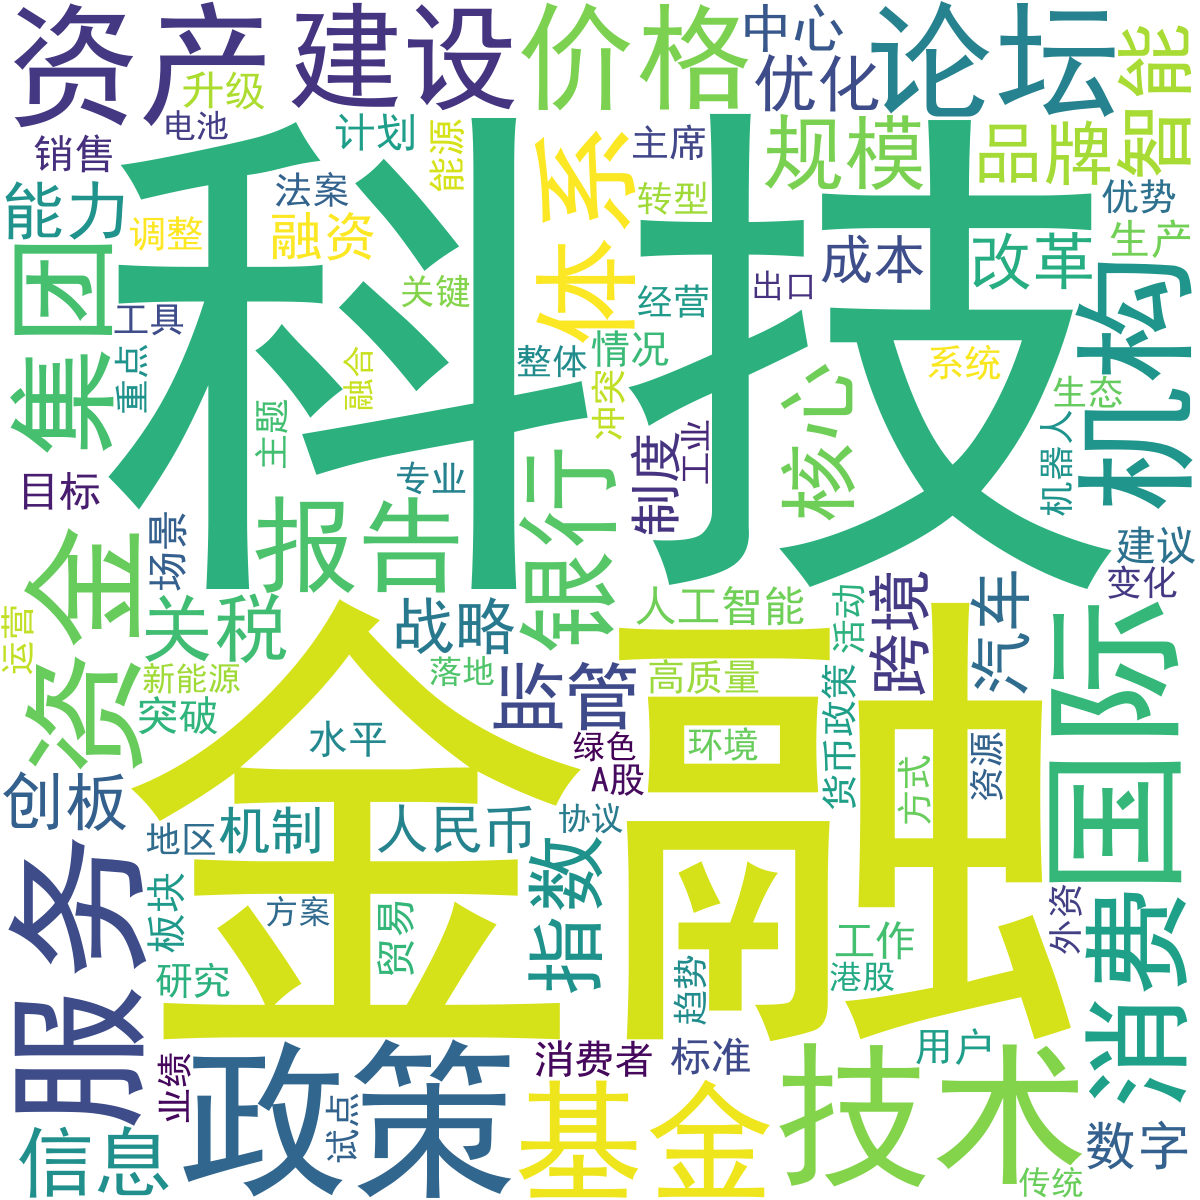 资产
建设
价格
中心
论坛
智能
升级
优化
电池
计划
能源
体系
主席
规模
品牌
销售
科技
能力
法案
转型
优势
调整
融资
成本
改革
生产
集团
关键
经营
出口
机构
工具
重点
融合
整体
情况
系统
冲突
核心
生态
主题
制度
工业
机器人
目标
专业
银行
报告
场景
资金
建议
变化
关税
战略
人工智能
活动
跨境
汽车
国际
运营
新能源
落地
监管
高质量
货币政策
突破
水平
绿色
环境
资源
创板
金融
A股
方式
地区
机制
人民币
协议
指数
服务
板块
方案
贸易
消费
外资
研究
趋势
工作
港股
政策
消费者
标准
技术
用户
业绩
试点
基金
信息
数字
传统